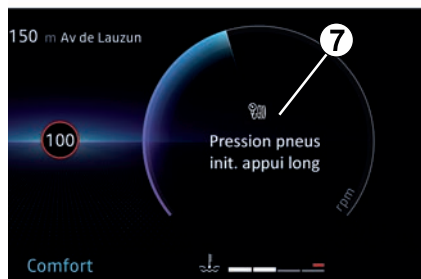 150 m Av de Lauzun
7
100
Pression pneus
init. appui long
rpm
Comfort